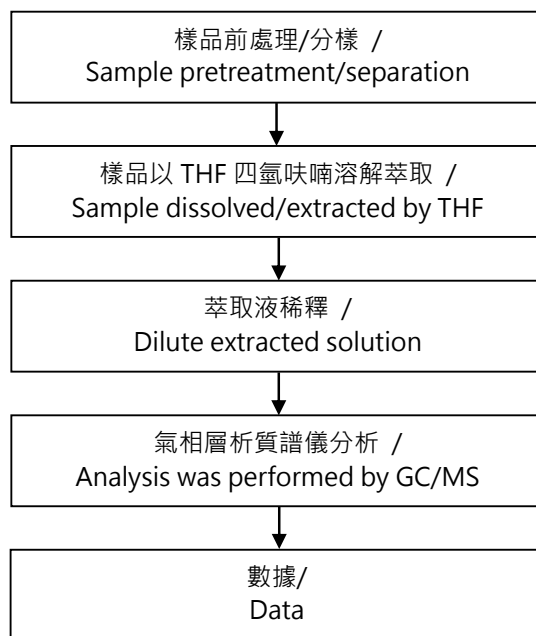 樣品前處理/分樣 /
Sample pretreatment/separation
樣品以 THF 四氫呋喃溶解萃取 /
Sample dissolved/extracted by THF
萃取液稀釋 /
Dilute extracted solution
氣相層析質譜儀分析 /
Analysis was performed by GC/MS
數據/
Data